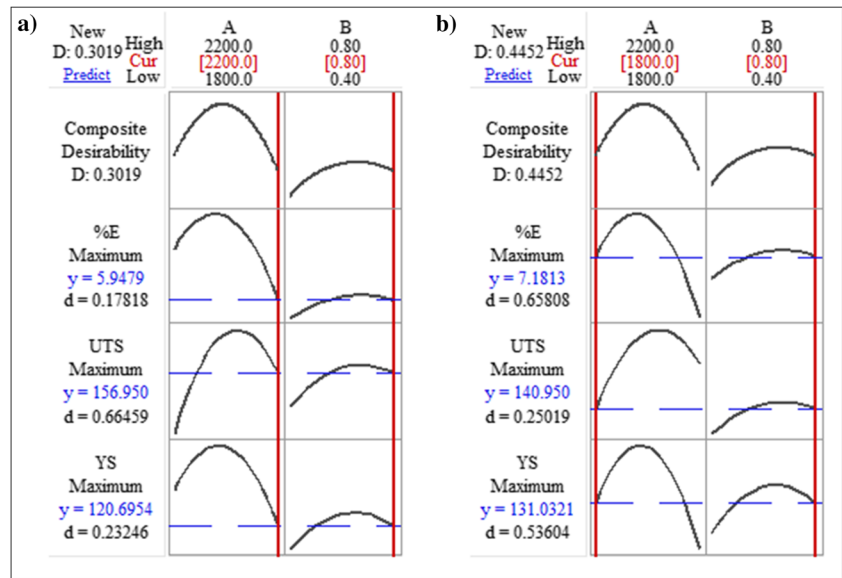 a)
New
D: 0.3019
Predict
High
Cur
Low
A
2200.0
[2200.0]
1800.0
B
0.80
[0.80]
0.40
Composite
Desirability
D: 0.3019
%E
Maximum
y = 5.9479
d = 0.17818
UTS
Maximum
y = 156.950
d = 0.66459
YS
Maximum
y = 120.6954
d = 0.23246
b)
New
D: 0.4452
Predict
High
Cur
Low
A
2200.0
[1800.0]
1800.0
B
0.80
[0.80]
0.40
Composite
Desirability
D: 0.4452
%E
Maximum
y = 7.1813
d = 0.65808
UTS
Maximum
y = 140.950
d = 0.25019
YS
Maximum
y = 131.0321
d = 0.53604